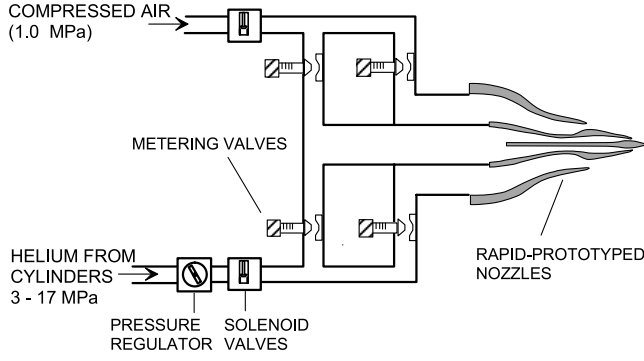 COMPRESSED AIR
(1.0 MPa)
METERING VALVES
HELIUM FROM
CYLINDERS
3 - 17 MPa
RAPID-PROTOTYPED
NOZZLES
PRESSURE
REGULATOR
SOLENOID
VALVES